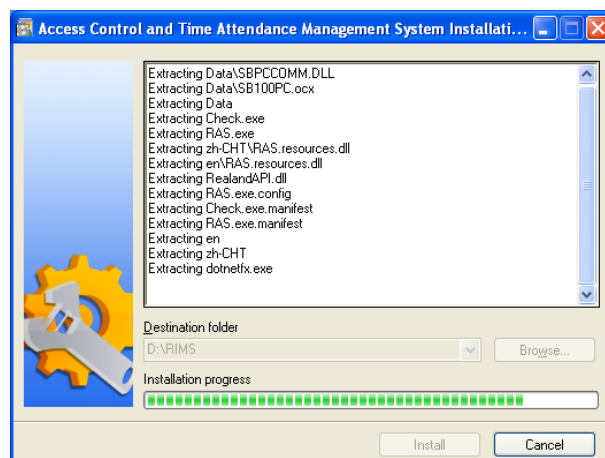 Access Control and Time Attendance Management System Installati...
Extracting Data\SBPCCOMM.DLL
Extracting Data\SB100PC.ocx
Extracting Data
Extracting Check.exe
Extracting RAS.exe
Extracting zh-CHT\RAS.resources.dll
Extracting en\RAS.resources.dll
Extracting RealandAPI.dll
Extracting RAS.exe.config
Extracting Check.exe.manifest
Extracting RAS.exe.manifest
Extracting en
Extracting zh-CHT
Extracting dotnetfx.exe
Destination folder
D:\RIMS
Browse...
Installation progress
Install
Cancel